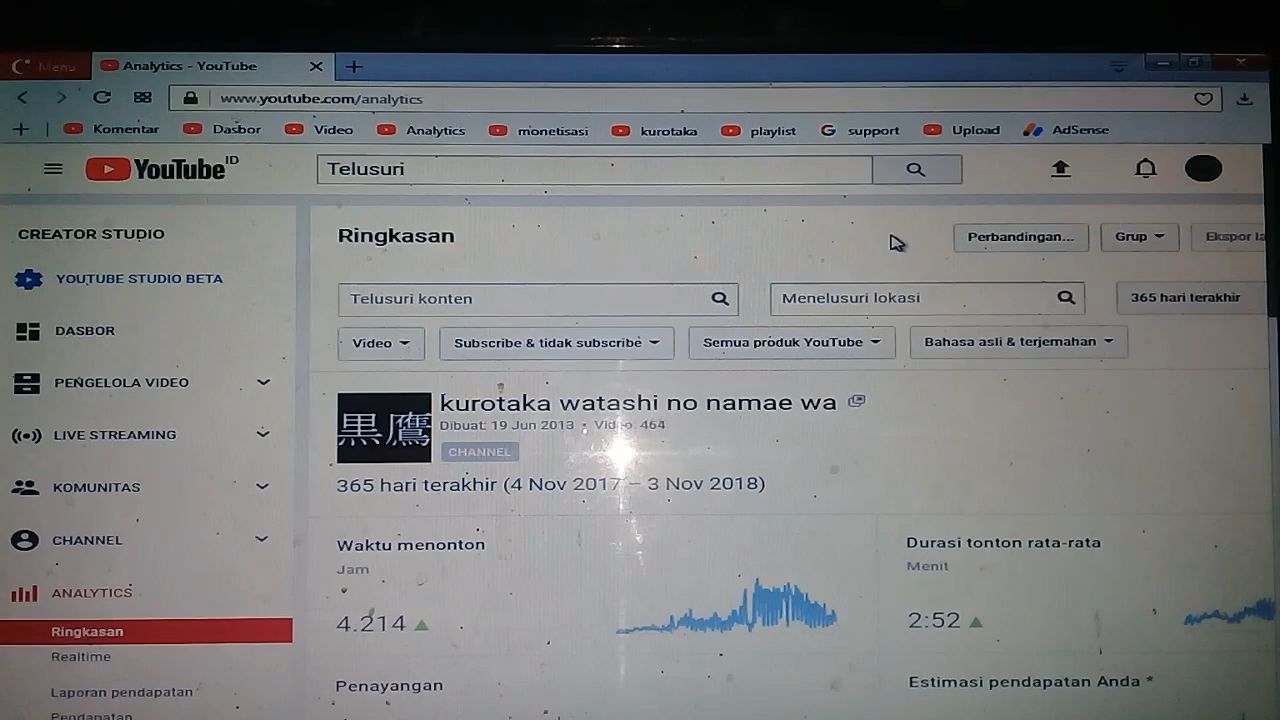 Menu Analytics - YouTube
www.youtube.com/analytics
Komentar Dasbor Video Analytics monetisasi kurotaka playlist support Upload AdSense
YouTube ID Telusuri
CREATOR STUDIO
YOUTUBE STUDIO BETA
DASBOR
PENGELOLA VIDEO
LIVE STREAMING
KOMUNITAS
CHANNEL
ANALYTICS
Ringkasan
Realtime
Laporan pendapatan
Pendapatan
Ringkasan Perbandingan... Grup Ekspor la
Telusuri konten Menelusuri lokasi 365 hari terakhir
Video Subscribe & tidak subscribe Semua produk YouTube Bahasa asli & terjemahan
黒鷹
kurotaka watashi no namae wa
Dibuat: 19 Jun 2013 • Video: 464
CHANNEL
365 hari terakhir (4 Nov 2017 – 3 Nov 2018)
Waktu menonton
Jam
4.214
Durasi tonton rata-rata
Menit
2:52
Penayangan
Estimasi pendapatan Anda *